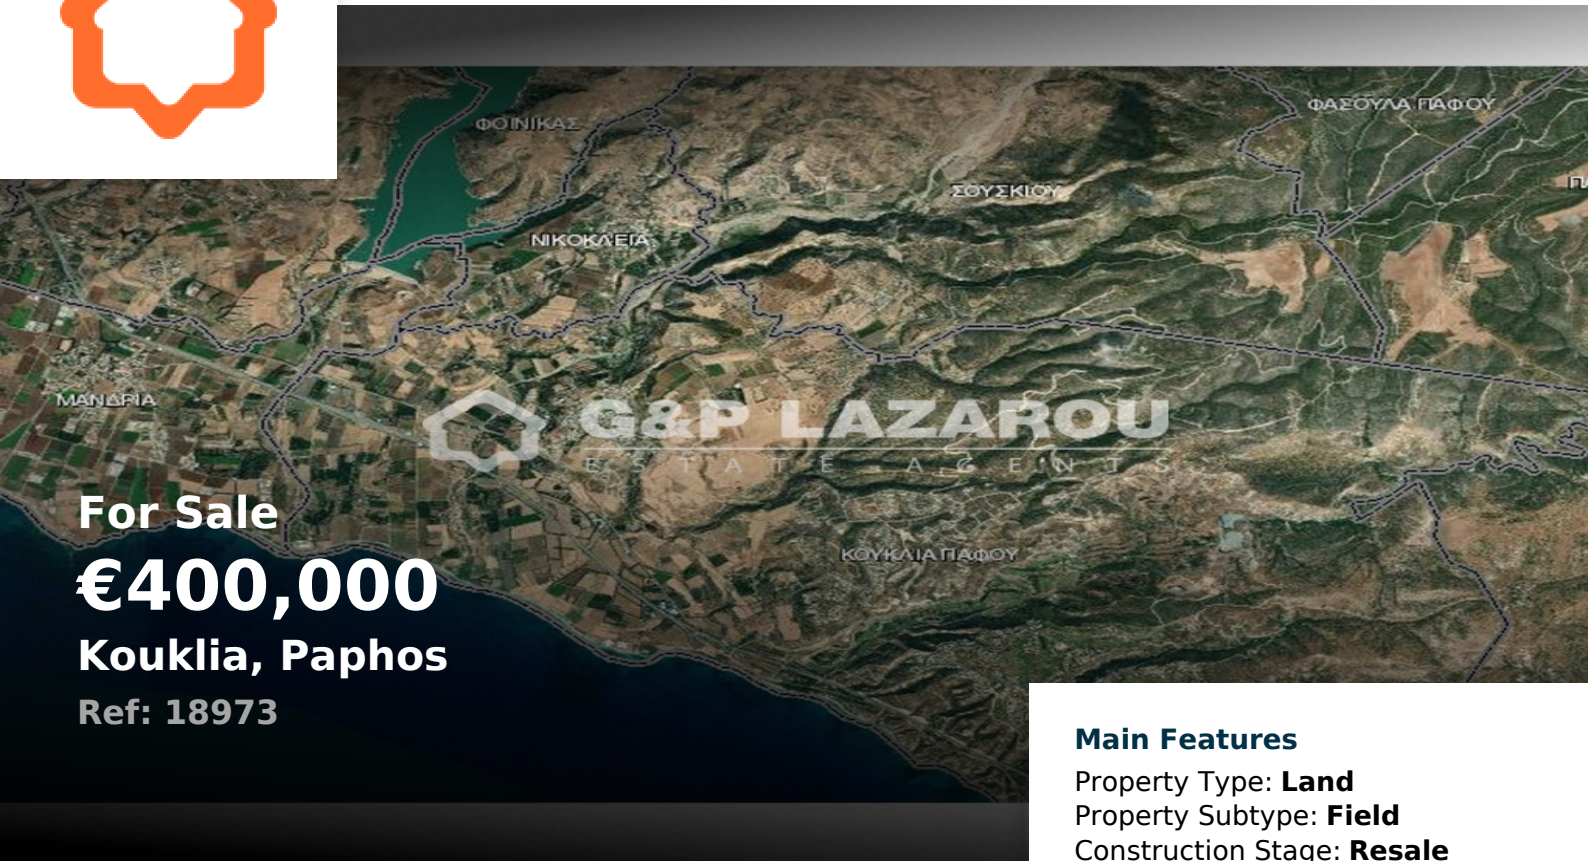 ΦΟΙΝΙΚΑΣ
ΦΑΣΟΥΛΑ ΠΑΦΟΥ
ΣΟΥΣΚΙΟΥ
ΝΙΚΟΚΛΕΙΑ
ΜΑΝΔΡΙΑ
G&P LAZAROU
ESTATE AGENTS
ΚΟΥΚΛΙΑ ΠΑΦΟΥ
For Sale
€400,000
Kouklia, Paphos
Ref: 18973
Main Features
Property Type: Land
Property Subtype: Field
Construction Stage: Resale